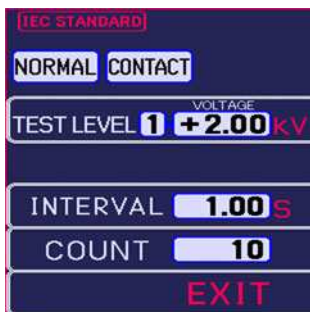 IEC STANDARD
NORMAL CONTACT
VOLTAGE
TEST LEVEL 1 +2.00 kV
INTERVAL 1.00 S
COUNT 10
EXIT